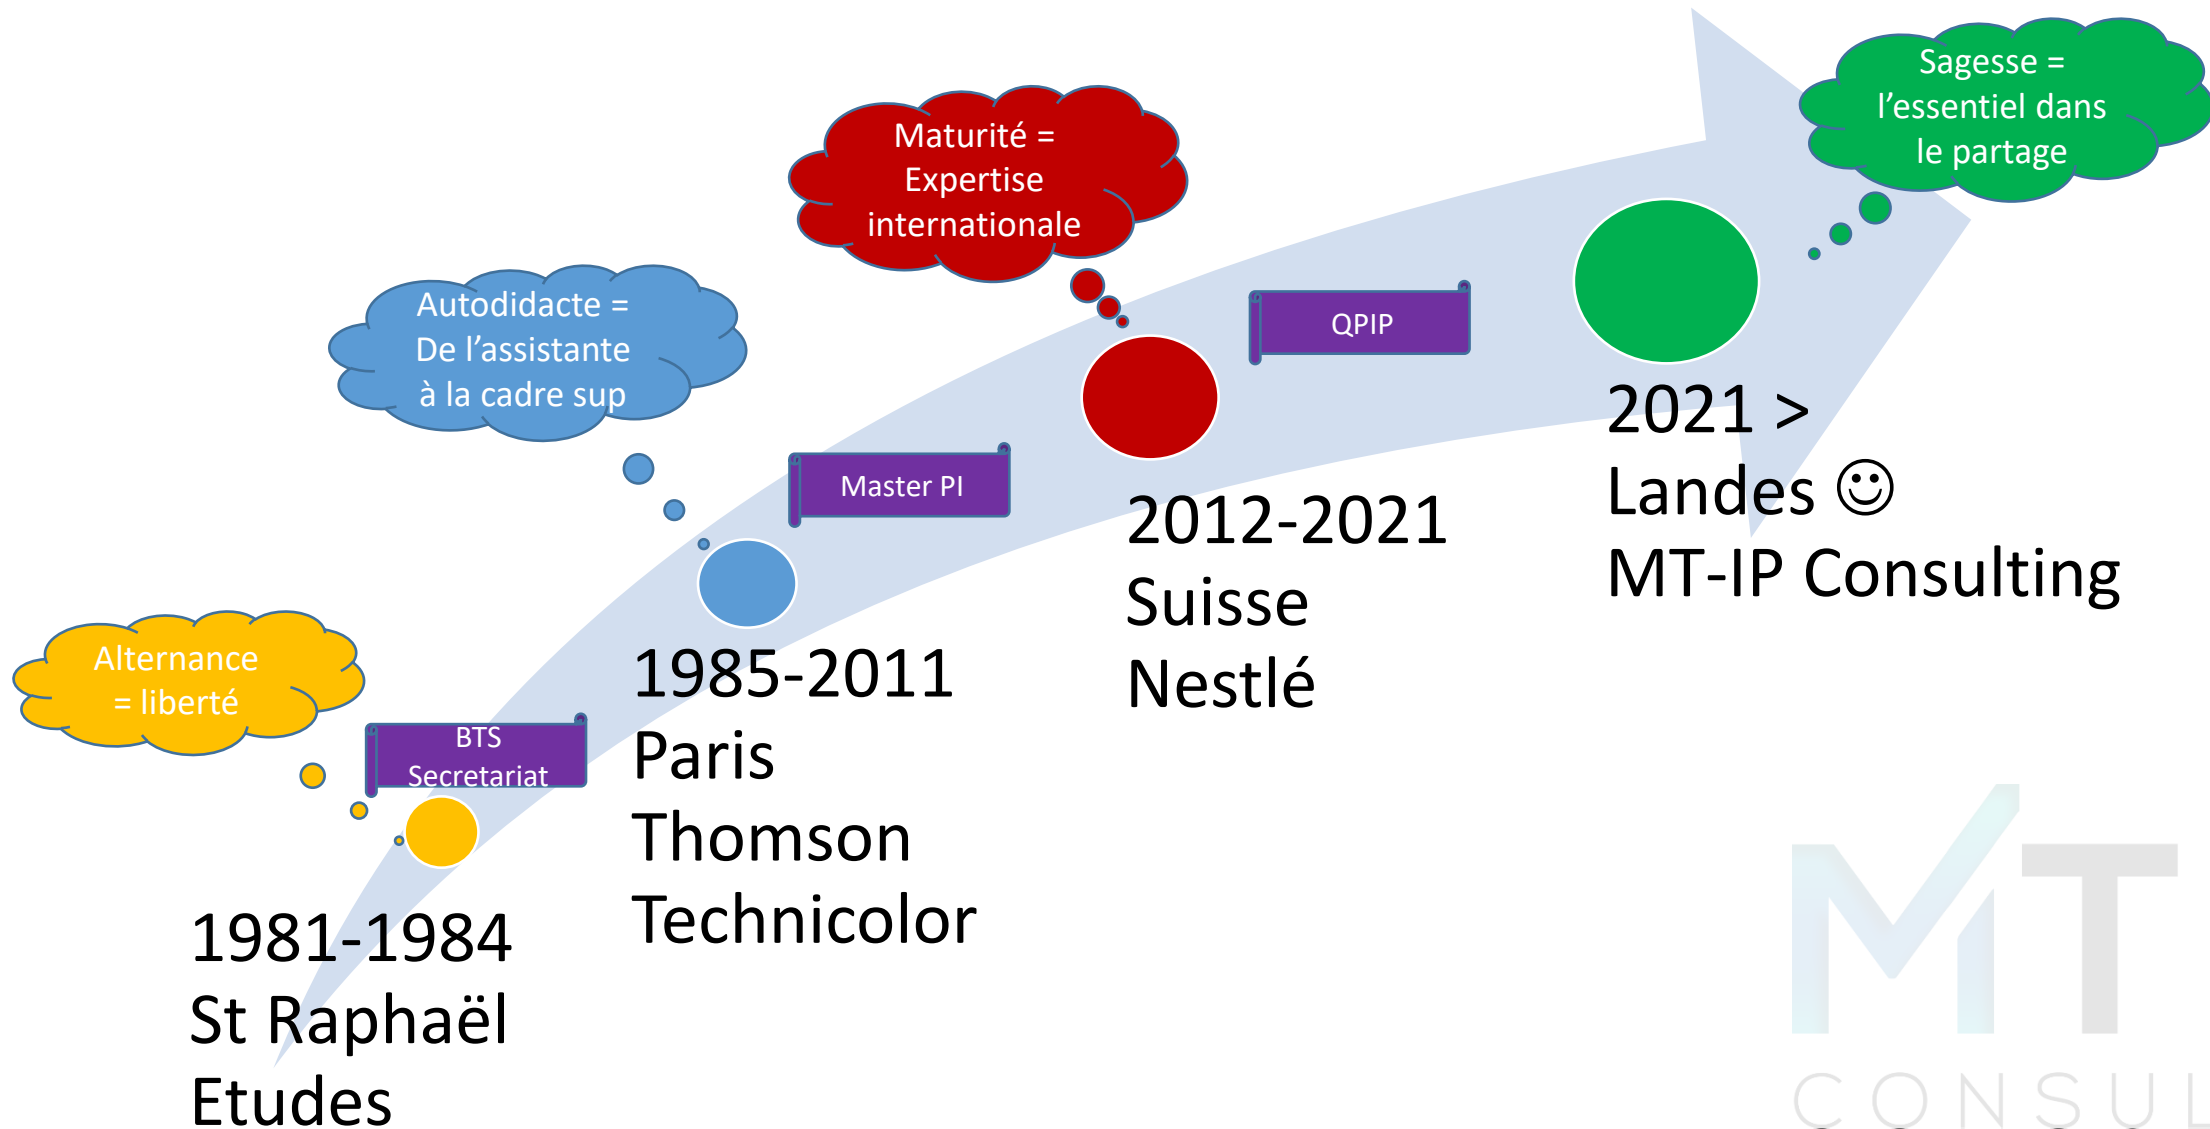 Alternance
= liberté
BTS
Secretariat
1981-1984
St Raphaël
Etudes
Autodidacte =
De l’assistante
à la cadre sup
1985-2011
Paris
Thomson
Technicolor
Master PI
Maturité =
Expertise
internationale
2012-2021
Suisse
Nestlé
QPIP
Sagesse =
l’essentiel dans
le partage
2021 >
Landes ☺
MT-IP Consulting
MT
CONSUL